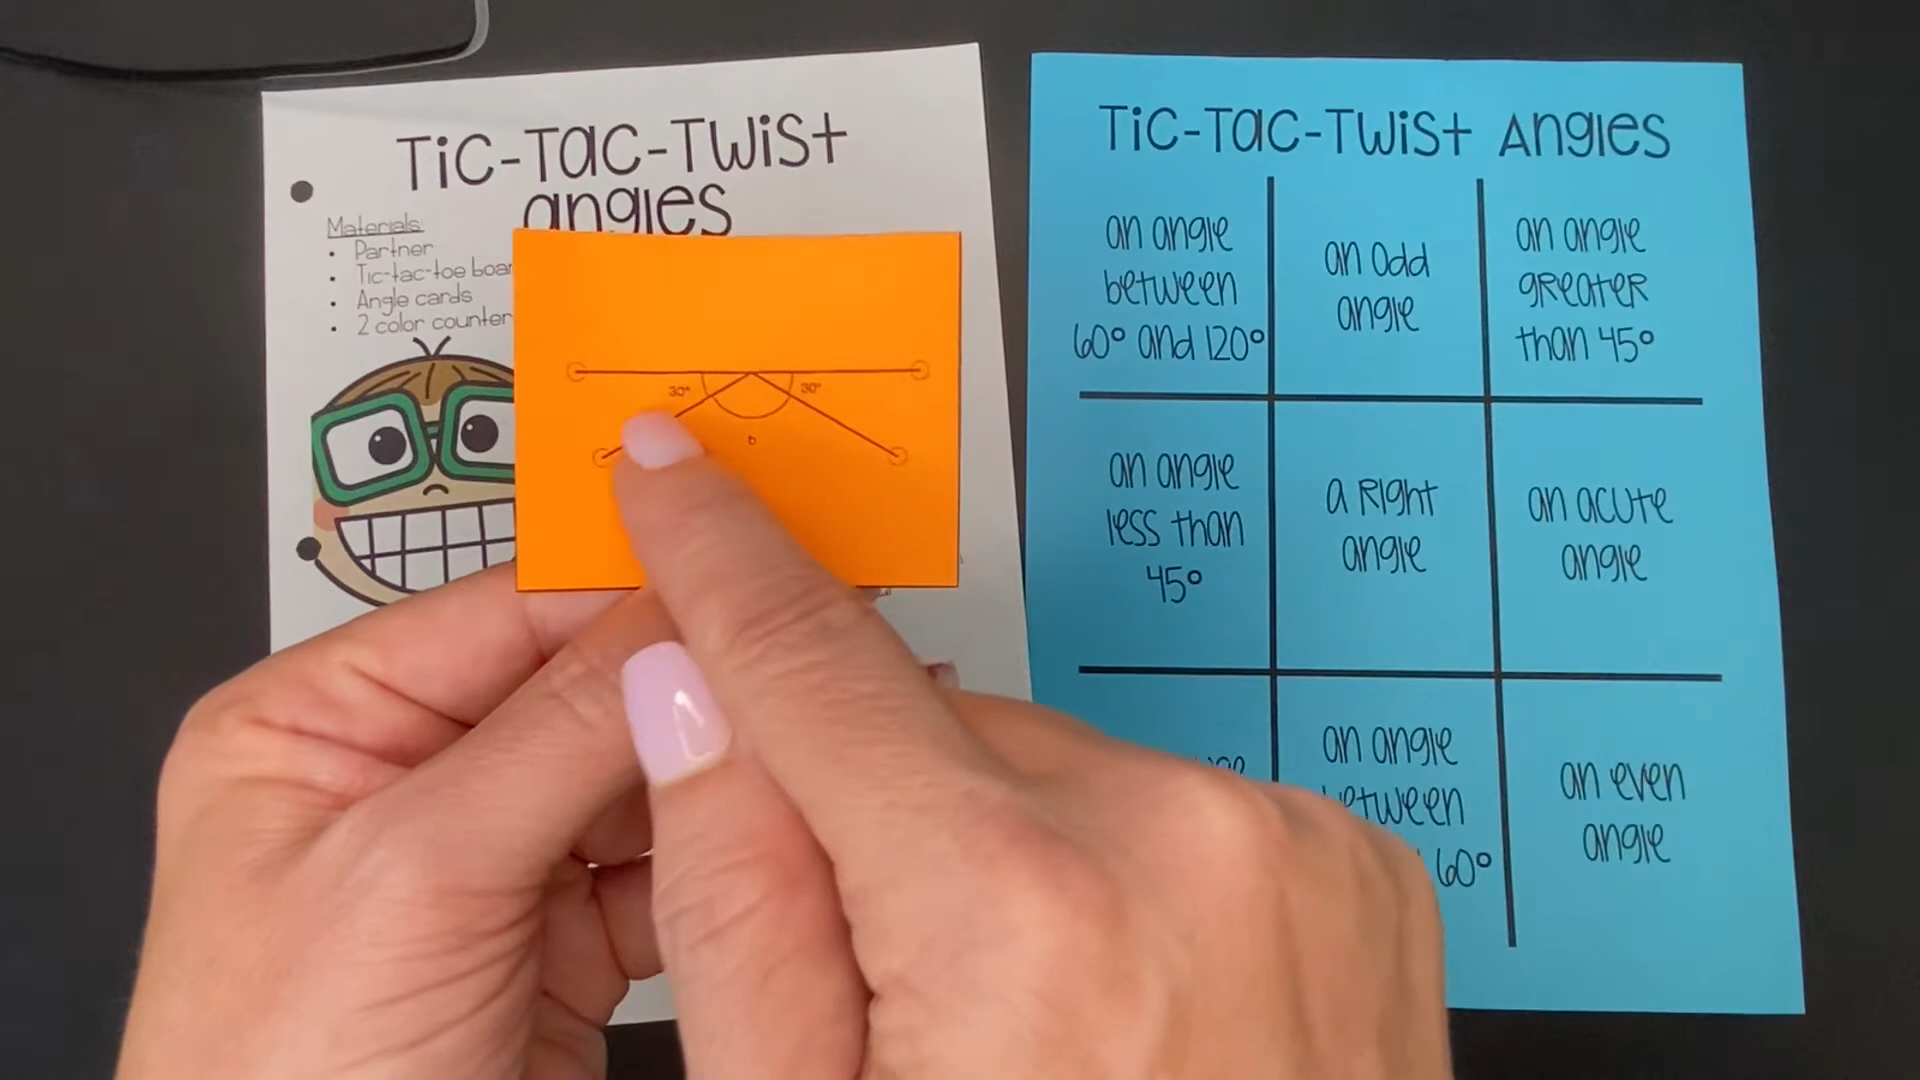 Tic-Tac-Twist
angles
Materials:
• Partner
• Tic-tac-toe
• Angle cards
• 2 color counter
30° 30°
b
Tic-Tac-Twist Angles
an angle
between
60° and 120°
an odd
angle
an angle
greater
than 45°
an angle
less than
45°
a Right
angle
an acute
angle
an angle
between
60°
an even
angle